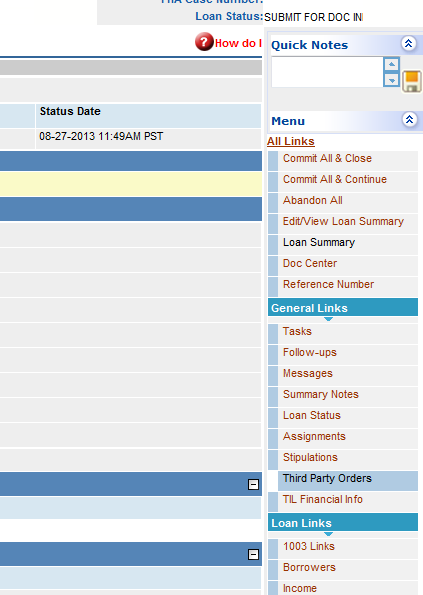 FHA Case Number:
Loan Status:SUBMIT FOR DOC IN
How do I
Quick Notes
Status Date
08-27-2013 11:49AM PST
Menu
All Links
Commit All & Close
Commit All & Continue
Abandon All
Edit/View Loan Summary
Loan Summary
Doc Center
Reference Number
General Links
Tasks
Follow-ups
Messages
Summary Notes
Loan Status
Assignments
Stipulations
Third Party Orders
TIL Financial Info
Loan Links
1003 Links
Borrowers
Income